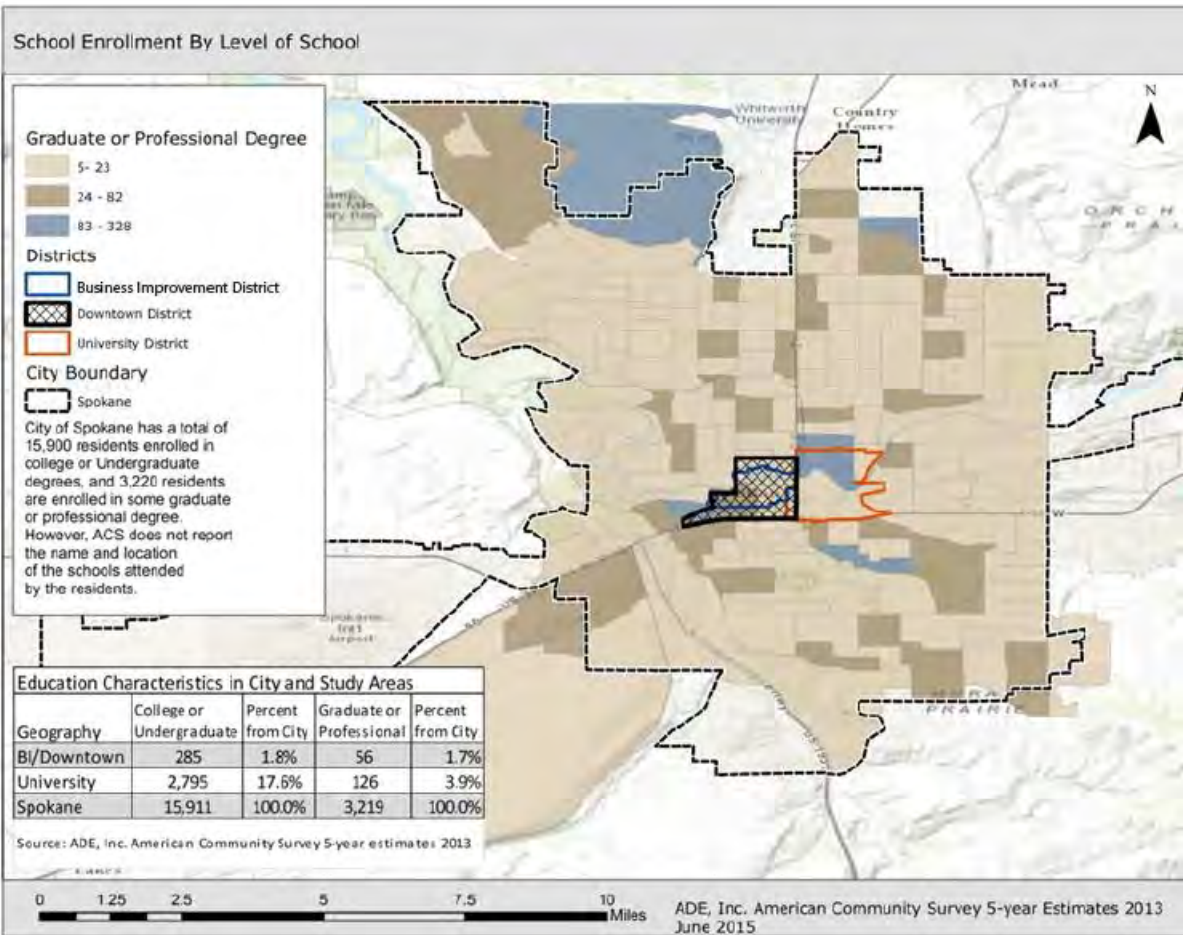 School Enrollment By Level of School
Graduate or Professional Degree
5- 23
24 - 82
83 - 328
Districts
Business Improvement District
Downtown District
University District
City Boundary
Spokane
City of Spokane has a total of
15,900 residents enrolled in
college or Undergraduate
degrees, and 3,220 residents
are enrolled in some graduate
or professional degree.
However, ACS does not report
the name and location
of the schools attended
by the residents.
Mead
N
Whitworth
University
Country
Homes
Spokane
Intl
Airport
PRAIRIE
Education Characteristics in City and Study Areas
Geography College or Undergraduate Percent from City Graduate or Professional Percent from City
BI/Downtown 285 1.8% 56 1.7%
University 2,795 17.6% 126 3.9%
Spokane 15,911 100.0% 3,219 100.0%
Source: ADE, Inc. American Community Survey 5-year estimates 2013
Lakes
0 1.25 2.5 5 7.5 10 Miles
ADE, Inc. American Community Survey 5-year Estimates 2013
June 2015